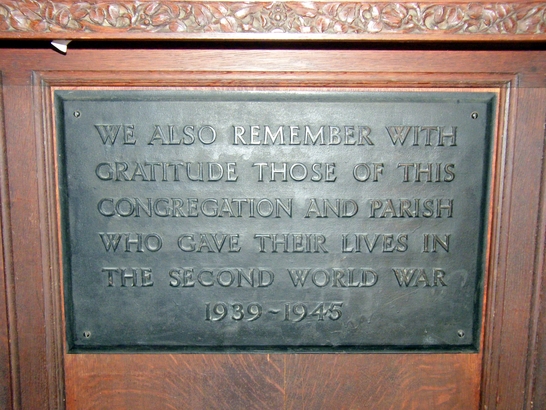 WE ALSO REMEMBER WITH
GRATITUDE THOSE OF THIS
CONGREGATION AND PARISH
WHO GAVE THEIR LIVES IN
THE SECOND WORLD WAR
1939~1945